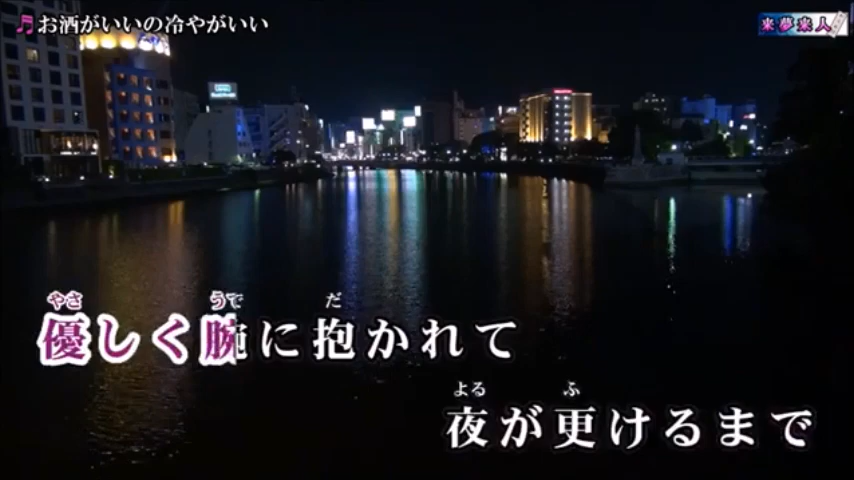 🎵お酒がいいの冷やがいい
来夢来人
やさ うで だ
優しく腕に抱かれて
よる ふ
夜が更けるまで